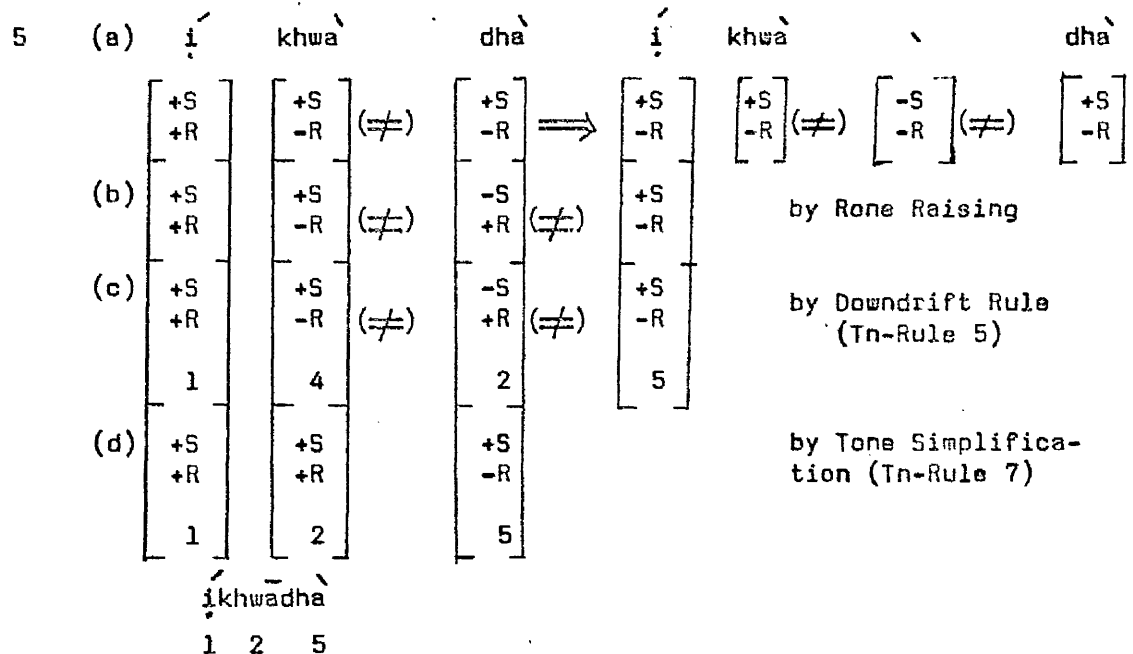 5 (a) ị́ khwà dhà ị́ khwà ` dhà
[+S +S +S +S +S -S +S
+R -R (≠) -R ⟹ -R -R (≠) -R (≠) -R]
(b) +S +S -S +S
+R -R (≠) +R (≠) -R by Rone Raising
(c) +S +S -S +S by Downdrift Rule
+R -R (≠) +R (≠) -R (Tn-Rule 5)
1 4 2 5
(d) +S +S +S by Tone Simplifica-
+R +R -R tion (Tn-Rule 7)
1 2 5
ị́khwādhà
1 2 5